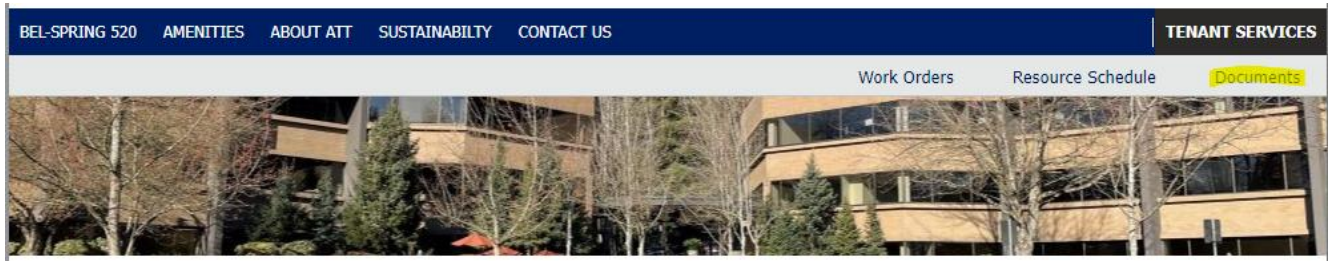 BEL-SPRING 520 AMENITIES ABOUT ATT SUSTAINABILTY CONTACT US TENANT SERVICES
Work Orders Resource Schedule Documents